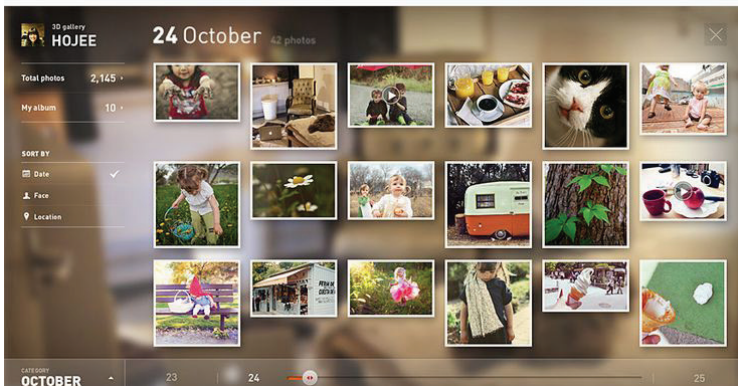 3D gallery
HOJEE
24 October 42 photos
Total photos 2,145
My album 10
SORT BY
Date
Face
Location
CATEGORY
OCTOBER
23
24
25